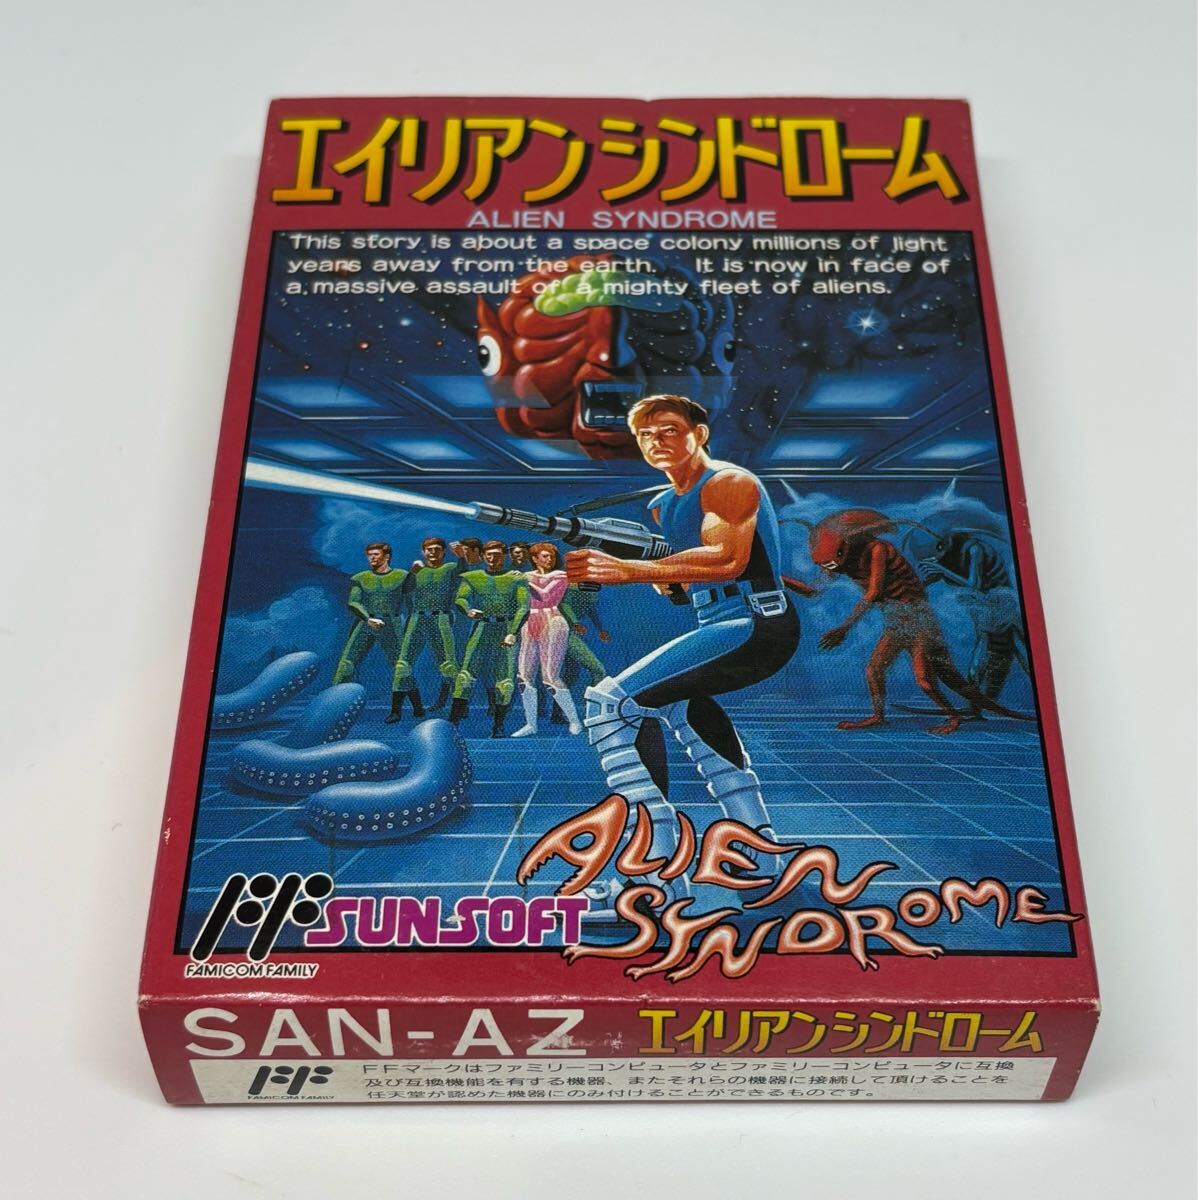 エイリアンシンドローム
ALIEN SYNDROME
This story is about a space colony millions of light
years away from the earth. It is now in face of
a massive assault of a mighty fleet of aliens.
ALIEN
SYNDROME
SUNSOFT
FAMICOM FAMILY
SAN-AZ エイリアンシンドローム
FFマークはファミリーコンピュータとファミリーコンピュータに互換
及び互換機能を有する機器、またそれらの機器に接続して頂けることを
任天堂が認めた機器にのみ付けることができるものです。
FAMICOM FAMILY